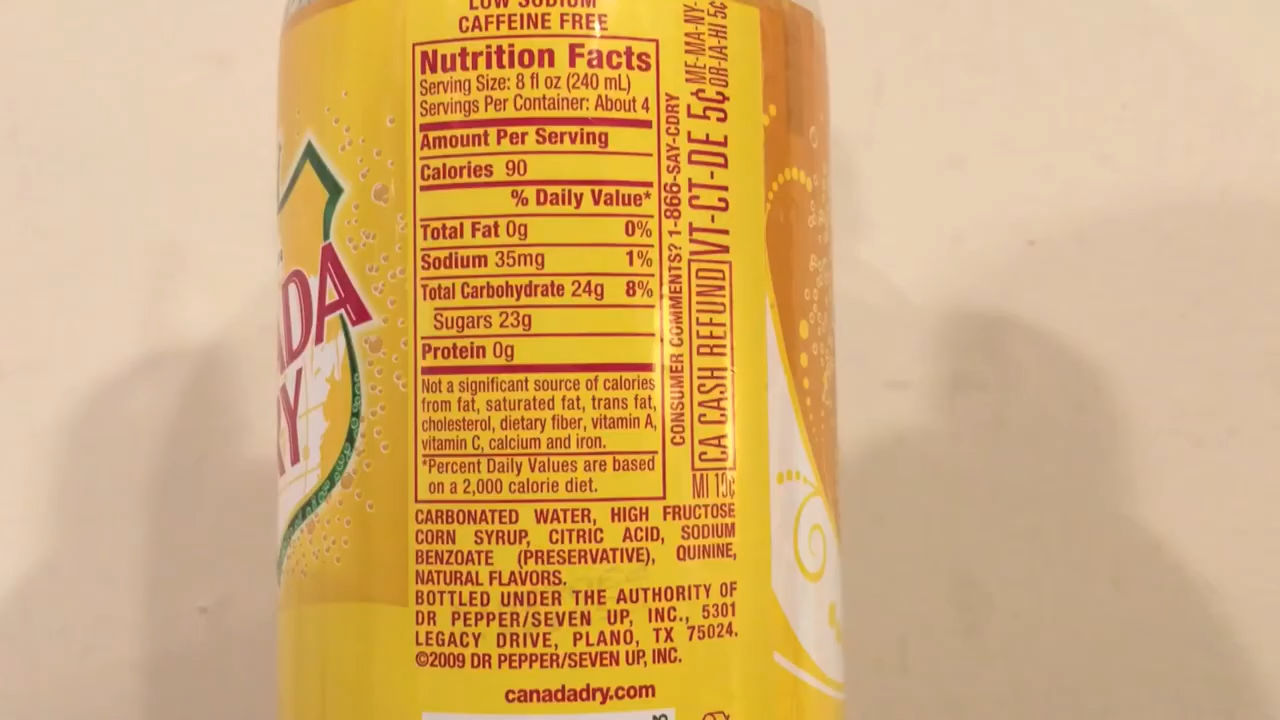 LOW SODIUM
CAFFEINE FREE
Nutrition Facts
Serving Size: 8 fl oz (240 mL)
Servings Per Container: About 4
Amount Per Serving
Calories 90
% Daily Value*
Total Fat 0g 0%
Sodium 35mg 1%
Total Carbohydrate 24g 8%
Sugars 23g
Protein 0g
Not a significant source of calories
from fat, saturated fat, trans fat,
cholesterol, dietary fiber, vitamin A,
vitamin C, calcium and iron.
*Percent Daily Values are based
on a 2,000 calorie diet.
CARBONATED WATER, HIGH FRUCTOSE
CORN SYRUP, CITRIC ACID, SODIUM
BENZOATE (PRESERVATIVE), QUININE,
NATURAL FLAVORS.
BOTTLED UNDER THE AUTHORITY OF
DR PEPPER/SEVEN UP, INC., 5301
LEGACY DRIVE, PLANO, TX 75024.
©2009 DR PEPPER/SEVEN UP, INC.
canadadry.com
CONSUMER COMMENTS? 1-866-SAY-CDRY
CA CASH REFUND VT-CT-DE 5¢
ME-MA-NY-
OR-IA-HI 5¢
MI 10¢
ADA
RY